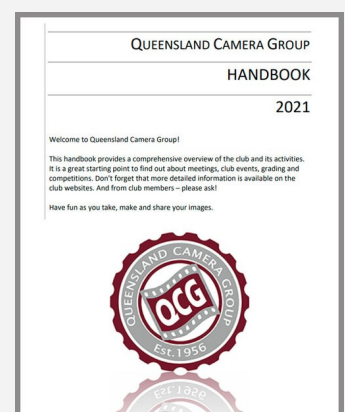 QUEENSLAND CAMERA GROUP
HANDBOOK
2021
Welcome to Queensland Camera Group!
This handbook provides a comprehensive overview of the club and its activities.
It is a great starting point to find out about meetings, club events, grading and
competitions. Don't forget that more detailed information is available on the
club websites. And from club members – please ask!
Have fun as you take, make and share your images.
QUEENSLAND CAMERA GROUP
QCG
Est.1956